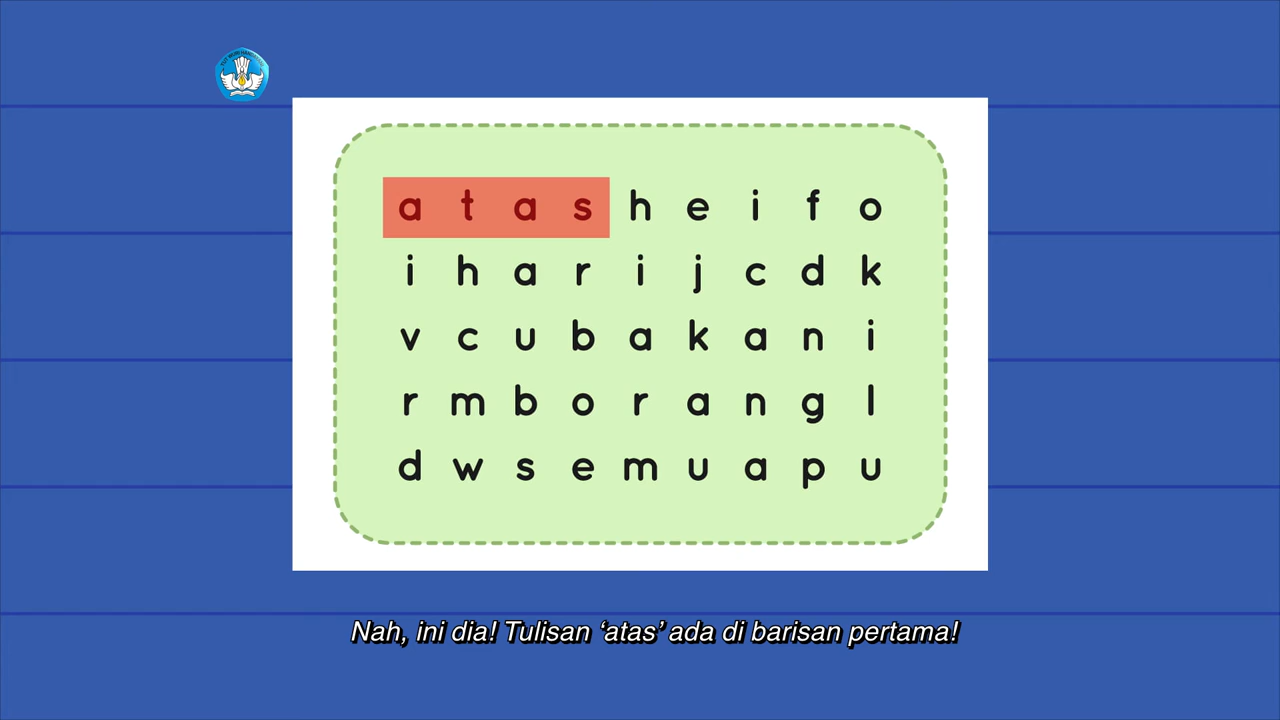 a t a s h e i f o
i h a r i j c d k
v c u b a k a n i
r m b o r a n g l
d w s e m u a p u
Nah, ini dia! Tulisan ‘atas’ ada di barisan pertama!